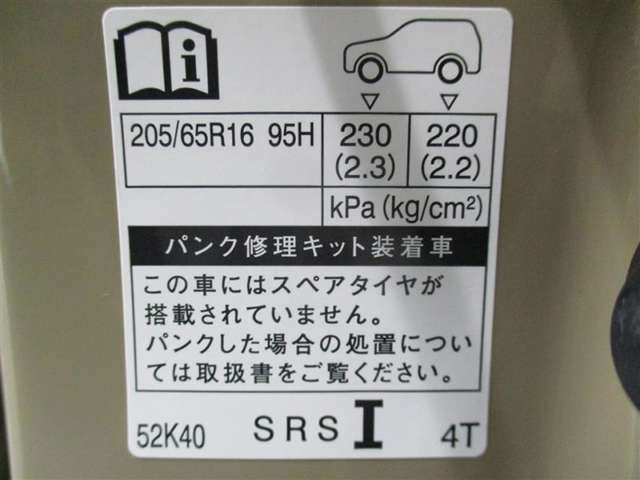 205/65R16 95H 230 220
(2.3) (2.2)
kPa (kg/cm²)
パンク修理キット装着車
この車にはスペアタイヤが
搭載されていません。
パンクした場合の処置につい
ては取扱書をご覧ください。
52K40 SRS I 4T